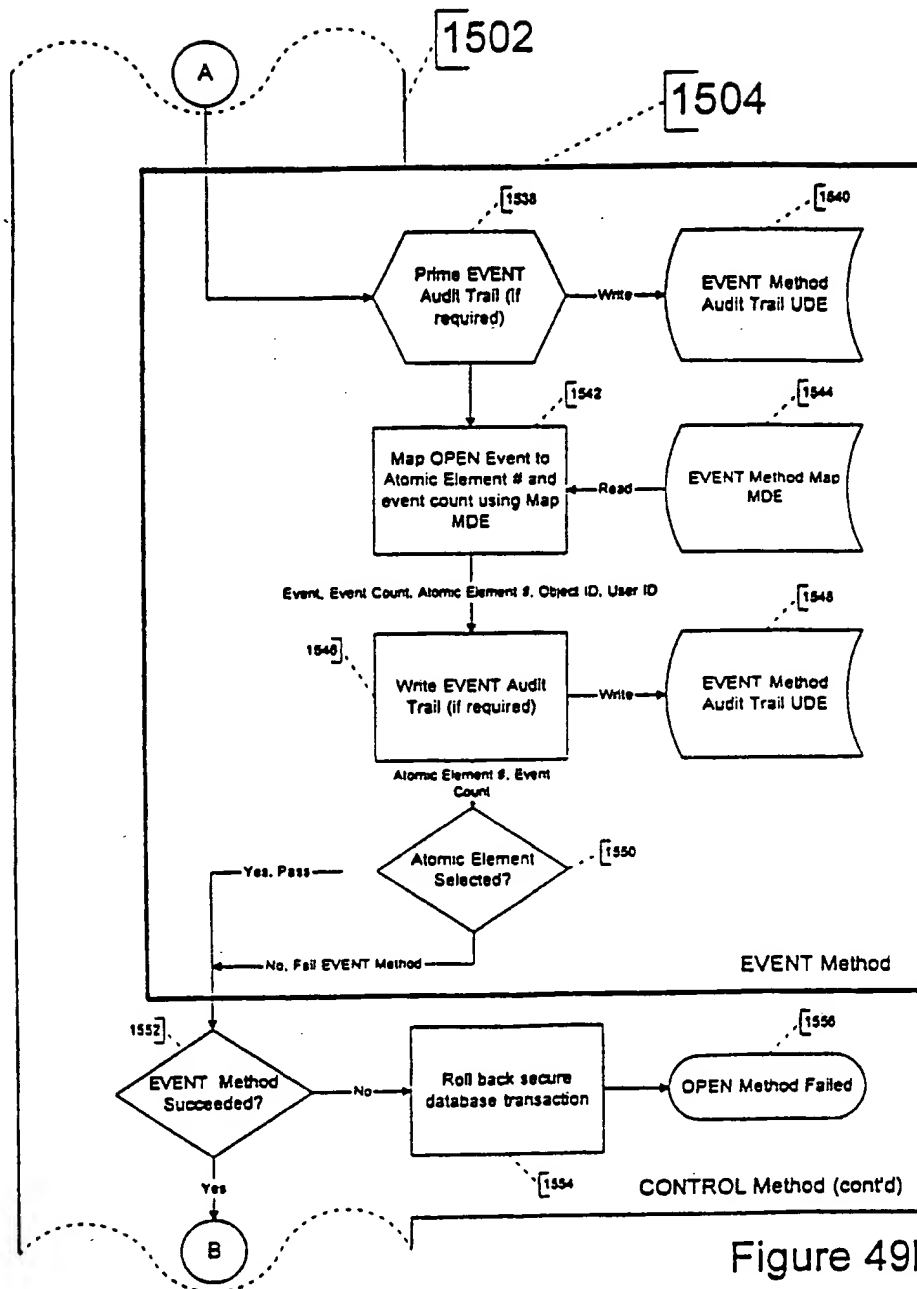 1502
A
1504
1538
1540
Prime EVENT
Audit Trail (if
required)
Write
EVENT Method
Audit Trail UDE
1542
1544
Map OPEN Event to
Atomic Element # and
event count using Map
MDE
Read
EVENT Method Map
MDE
Event, Event Count, Atomic Element #, Object ID, User ID
1546
1548
Write EVENT Audit
Trail (if required)
Write
EVENT Method
Audit Trail UDE
Atomic Element #, Event
Count
1550
Atomic Element
Selected?
Yes, Pass
No, Fail EVENT Method
EVENT Method
1552
1556
EVENT Method
Succeeded?
No
Roll back secure
database transaction
OPEN Method Failed
Yes
1554
CONTROL Method (cont'd)
B
Figure 49